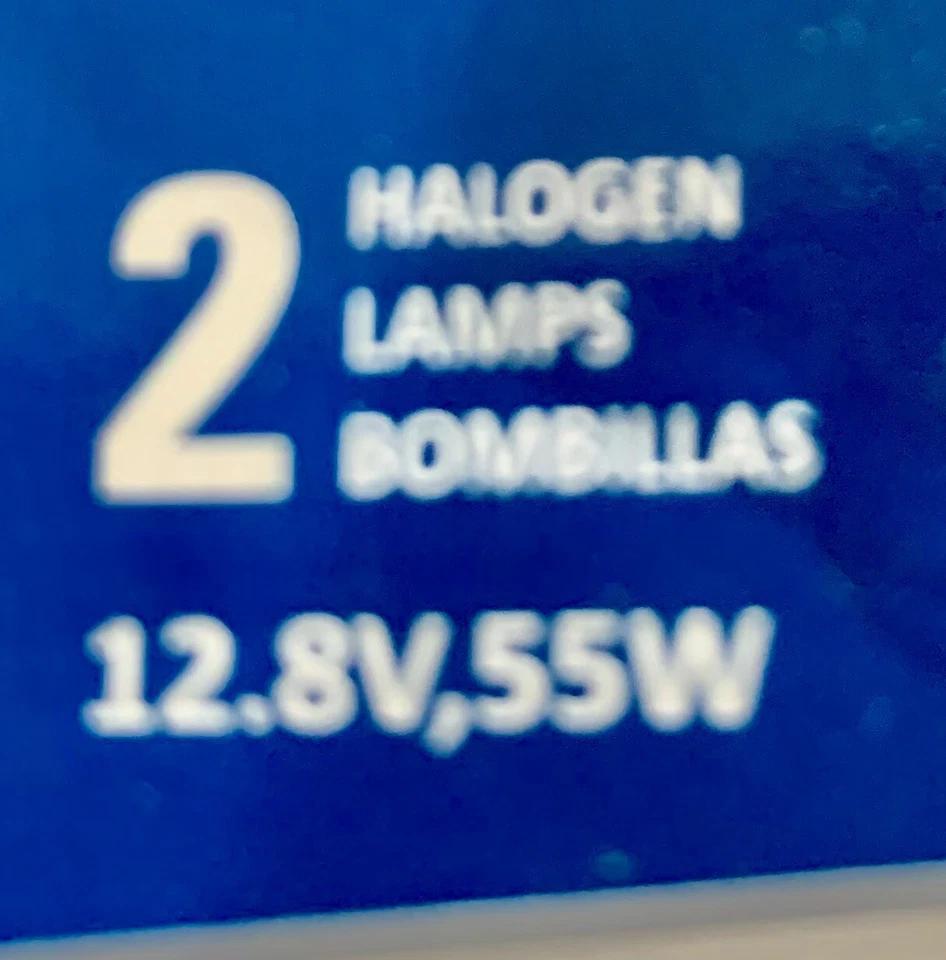 2 HALOGEN
LAMPS
BOMBILLAS
12.8V,55W